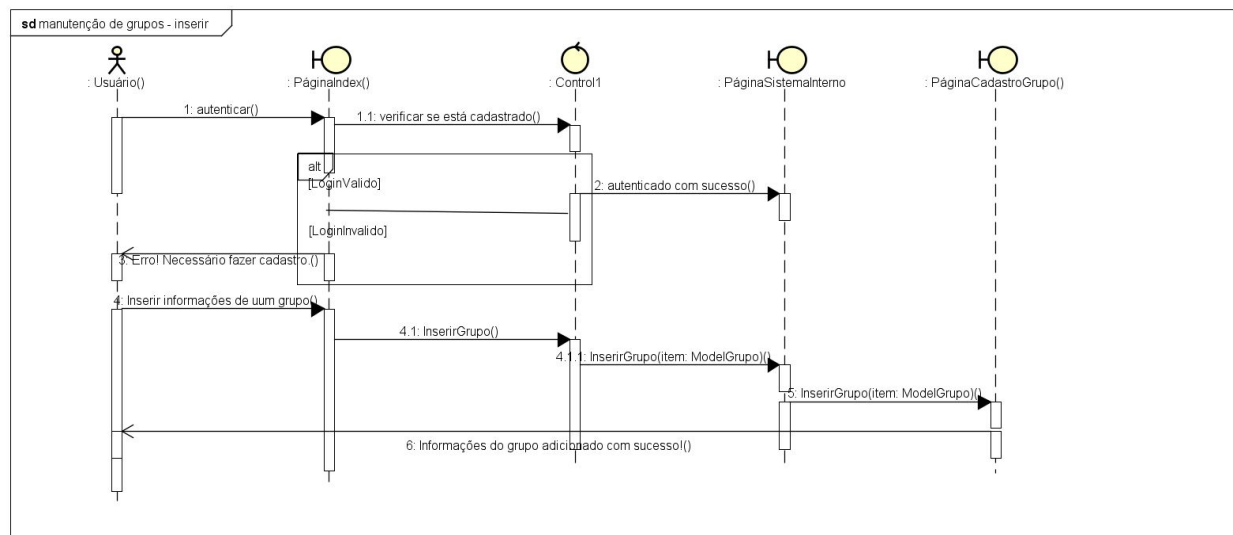 sd manutenção de grupos - inserir
: Usuário()
: PáginaIndex()
: Control1
: PáginaSistemaInterno
: PáginaCadastroGrupo()
1: autenticar()
1.1: verificar se está cadastrado()
alt
[LoginValido]
2: autenticado com sucesso()
[LoginInvalido]
3: Erro! Necessário fazer cadastro.()
4: Inserir informações de uum grupo()
4.1: InserirGrupo()
4.1.1: InserirGrupo(item: ModelGrupo)()
5: InserirGrupo(item: ModelGrupo)()
6: Informações do grupo adicionado com sucesso!()